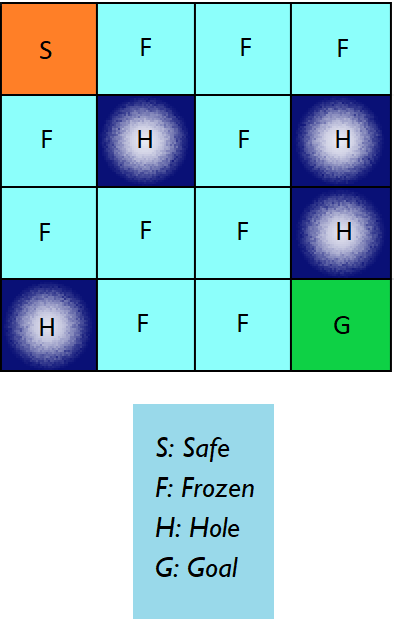 S F F F
F H F H
F F F H
H F F G
S: Safe
F: Frozen
H: Hole
G: Goal